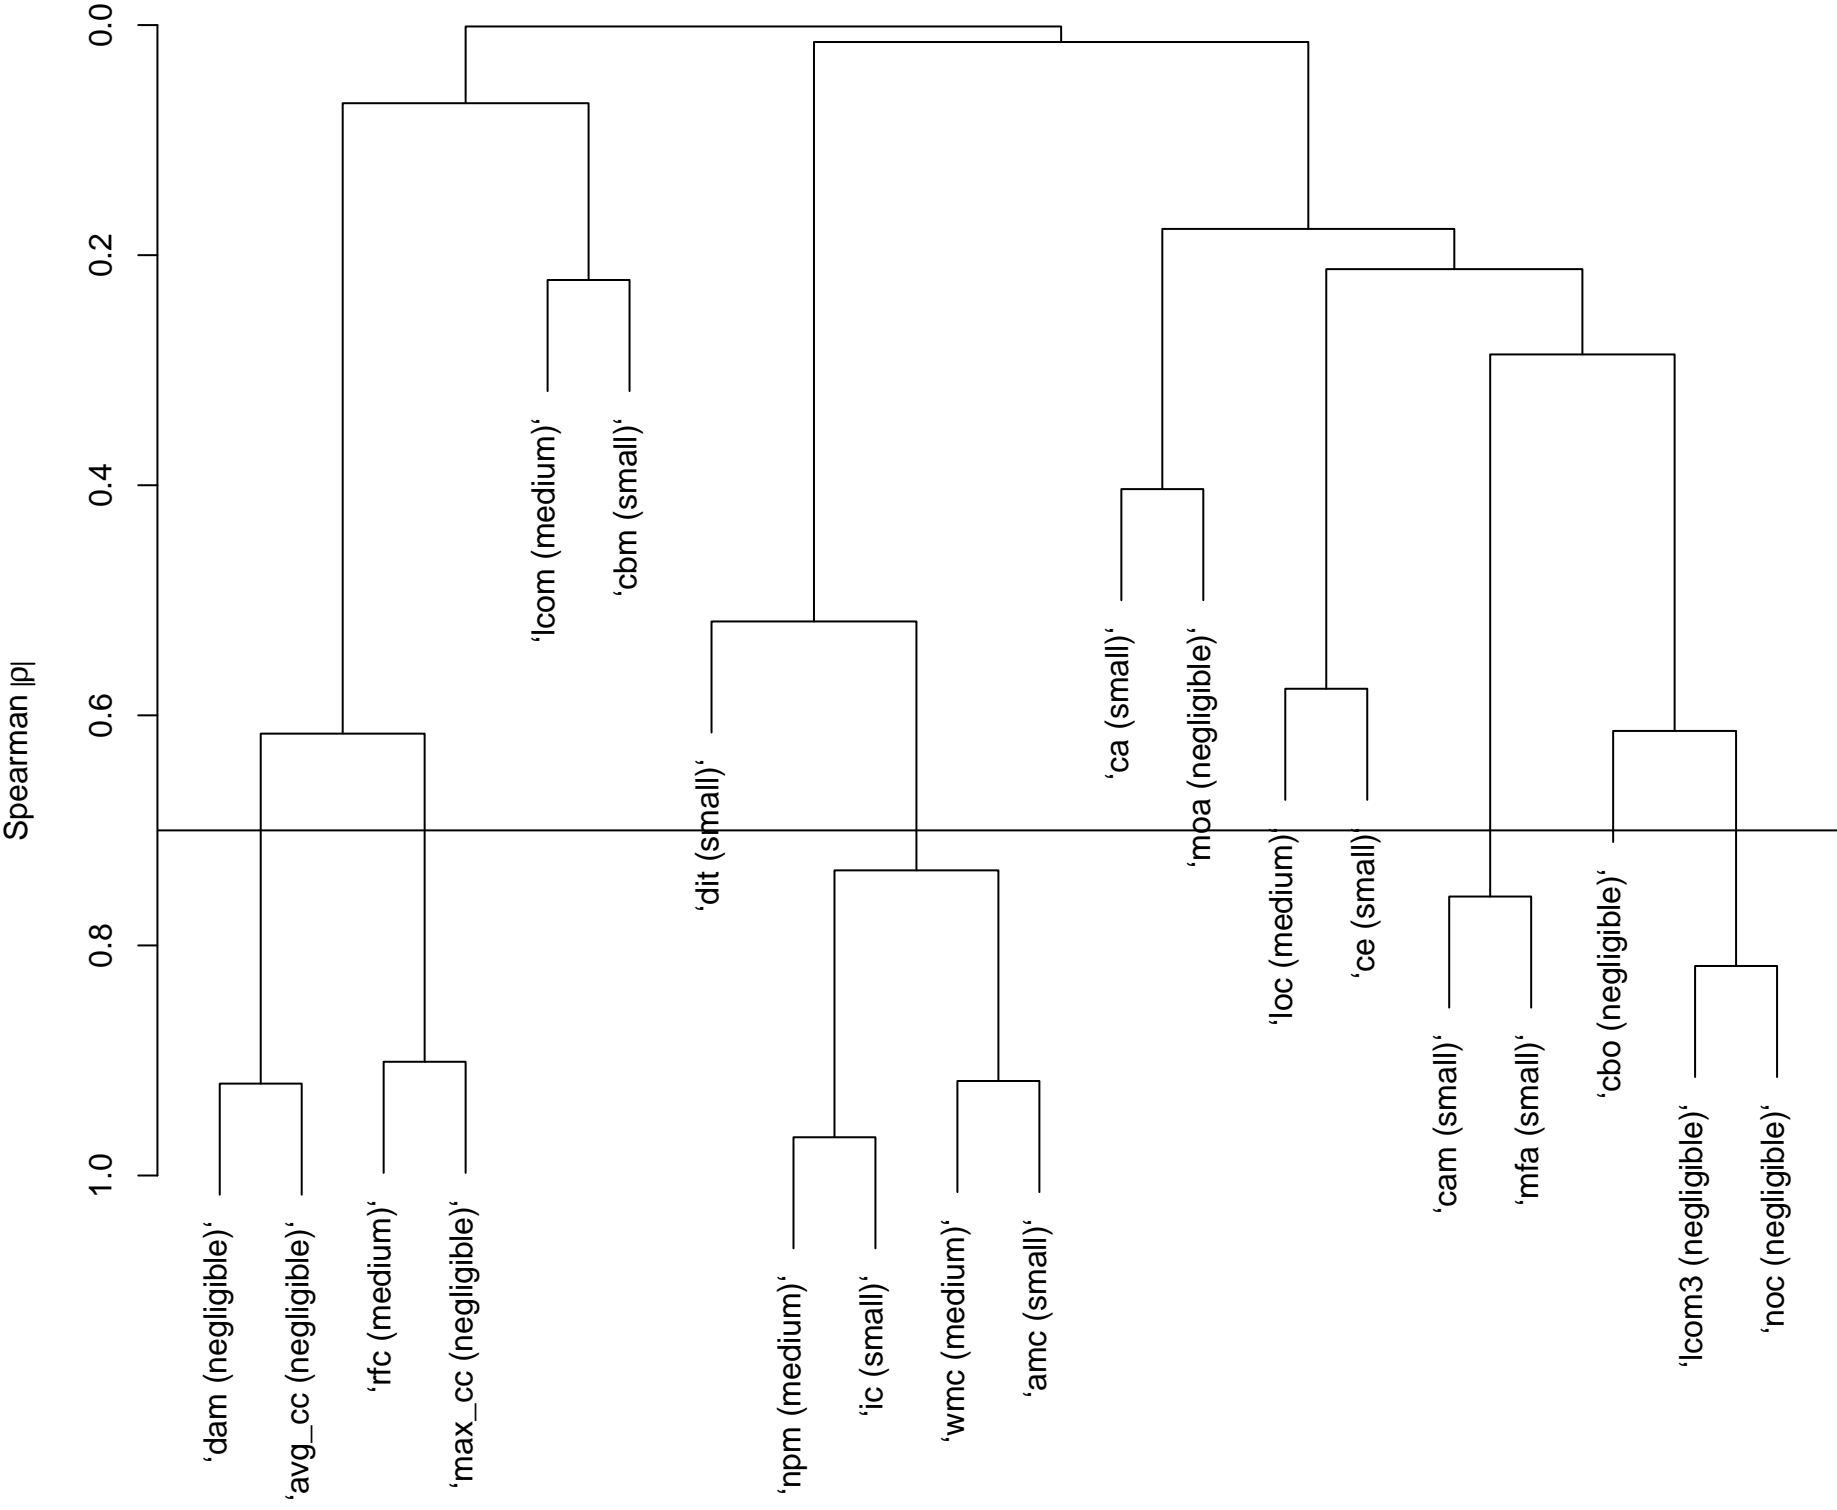 Spearman |ρ|
0.0
0.2
0.4
0.6
0.8
1.0
‘dam (negligible)‘
‘avg_cc (negligible)‘
‘rfc (medium)‘
‘max_cc (negligible)‘
‘lcom (medium)‘
‘cbm (small)‘
‘dit (small)‘
‘npm (medium)‘
‘ic (small)‘
‘wmc (medium)‘
‘amc (small)‘
‘ca (small)‘
‘moa (negligible)‘
‘loc (medium)‘
‘ce (small)‘
‘cam (small)‘
‘mfa (small)‘
‘cbo (negligible)‘
‘lcom3 (negligible)‘
‘noc (negligible)‘